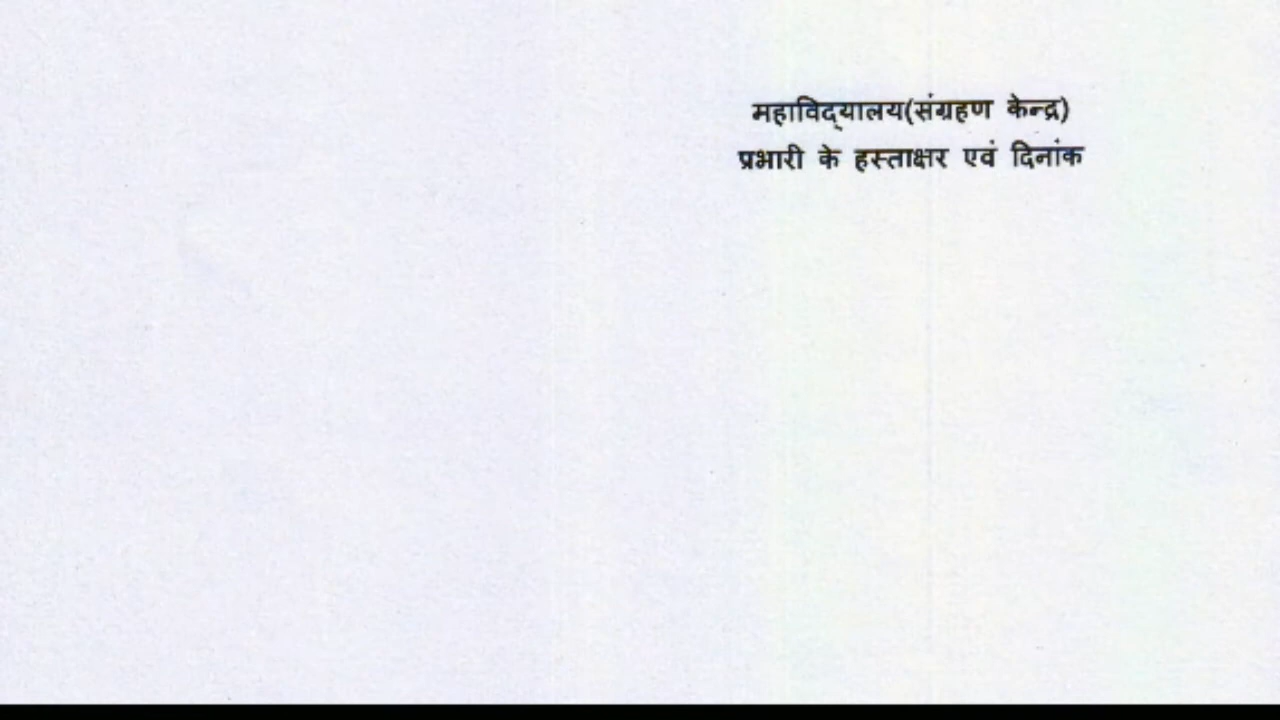 महाविद्यालय(संग्रहण केन्द्र)
प्रभारी के हस्ताक्षर एवं दिनांक